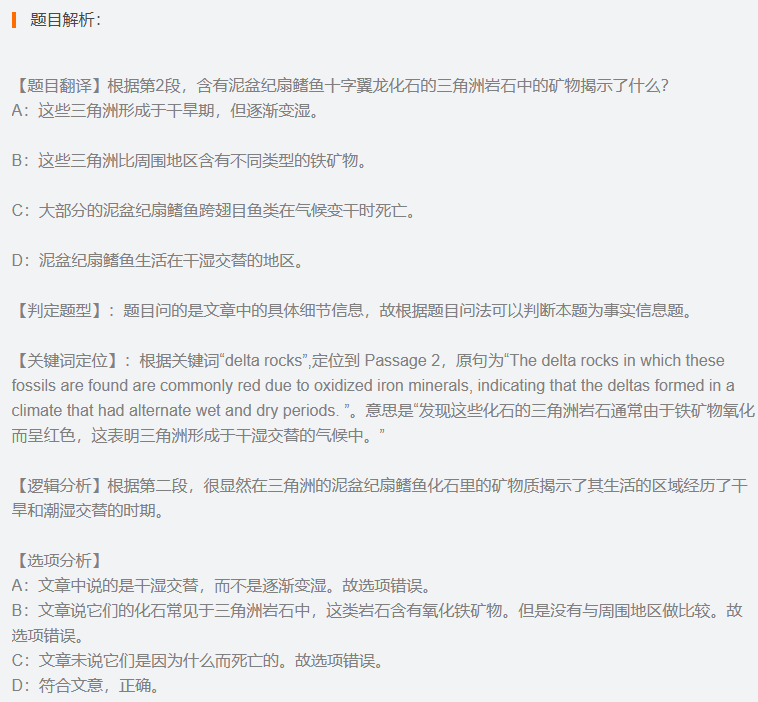 题目解析：
【题目翻译】根据第2段，含有泥盆纪扇鳍鱼十字翼龙化石的三角洲岩石中的矿物揭示了什么？
A：这些三角洲形成于干旱期，但逐渐变湿。
B：这些三角洲比周围地区含有不同类型的铁矿物。
C：大部分的泥盆纪扇鳍鱼跨翅目鱼类在气候变干时死亡。
D：泥盆纪扇鳍鱼生活在干湿交替的地区。
【判定题型】：题目问的是文章中的具体细节信息，故根据题目问法可以判断本题为事实信息题。
【关键词定位】：根据关键词“delta rocks”,定位到 Passage 2，原句为“The delta rocks in which these
fossils are found are commonly red due to oxidized iron minerals, indicating that the deltas formed in a
climate that had alternate wet and dry periods. ”。意思是“发现这些化石的三角洲岩石通常由于铁矿物氧化
而呈红色，这表明三角洲形成于干湿交替的气候中。”
【逻辑分析】根据第二段，很显然在三角洲的泥盆纪扇鳍鱼化石里的矿物质揭示了其生活的区域经历了干
旱和潮湿交替的时期。
【选项分析】
A：文章中说的是干湿交替，而不是逐渐变湿。故选项错误。
B：文章说它们的化石常见于三角洲岩石中，这类岩石含有氧化铁矿物。但是没有与周围地区做比较。故
选项错误。
C：文章未说它们是因为什么而死亡的。故选项错误。
D：符合文意，正确。